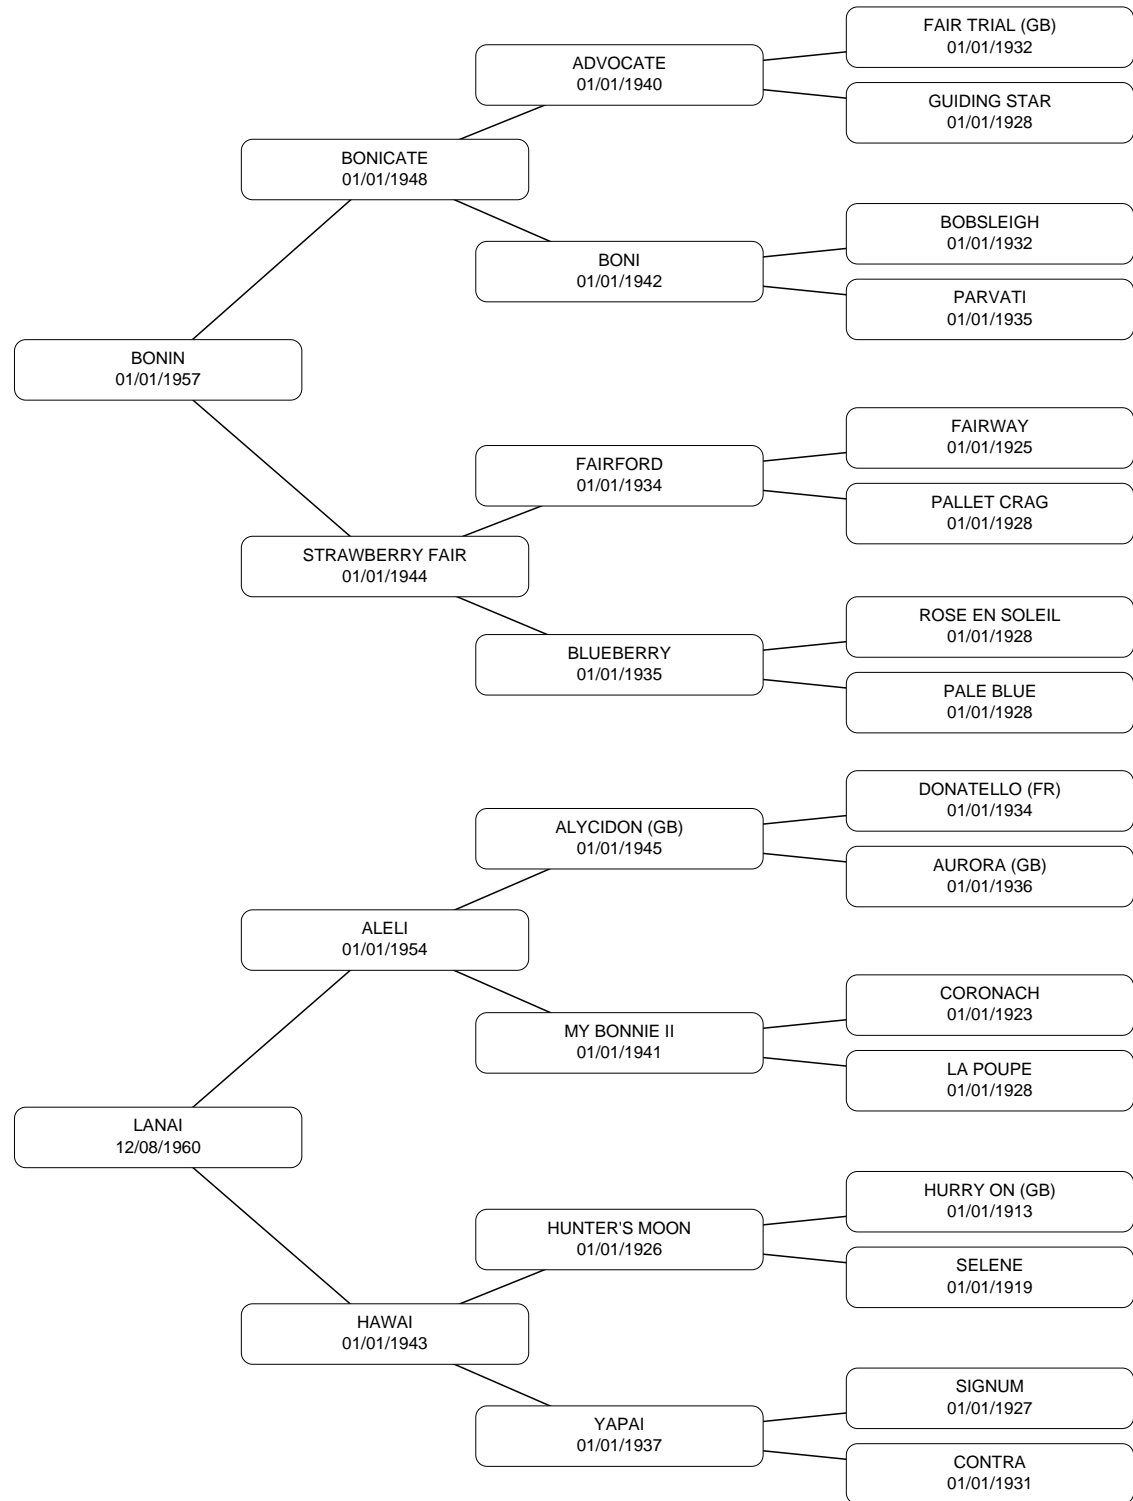 FAIR TRIAL (GB)
01/01/1932
ADVOCATE
01/01/1940
GUIDING STAR
01/01/1928
BONICATE
01/01/1948
BOBSLEIGH
01/01/1932
BONI
01/01/1942
PARVATI
01/01/1935
BONIN
01/01/1957
FAIRWAY
01/01/1925
FAIRFORD
01/01/1934
PALLET CRAG
01/01/1928
STRAWBERRY FAIR
01/01/1944
ROSE EN SOLEIL
01/01/1928
BLUEBERRY
01/01/1935
PALE BLUE
01/01/1928
DONATELLO (FR)
01/01/1934
ALYCIDON (GB)
01/01/1945
AURORA (GB)
01/01/1936
ALELI
01/01/1954
CORONACH
01/01/1923
MY BONNIE II
01/01/1941
LA POUPE
01/01/1928
LANAI
12/08/1960
HURRY ON (GB)
01/01/1913
HUNTER'S MOON
01/01/1926
SELENE
01/01/1919
HAWAI
01/01/1943
SIGNUM
01/01/1927
YAPAI
01/01/1937
CONTRA
01/01/1931